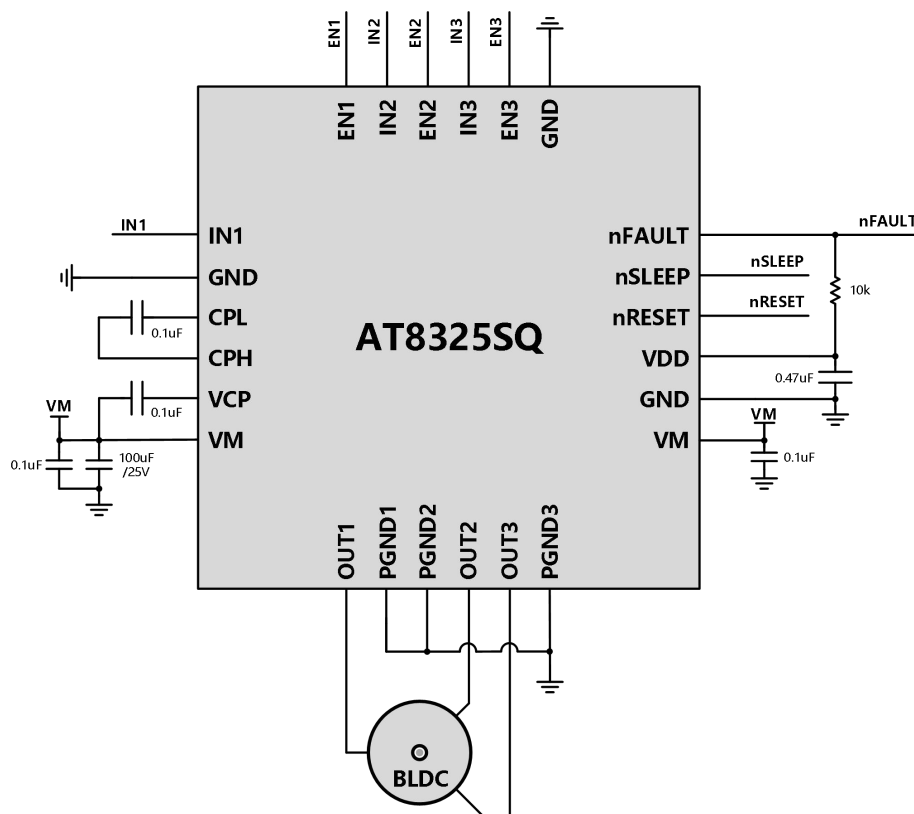 EN1
IN2
EN2
IN3
EN3
EN1
IN2
EN2
IN3
EN3
GND
IN1
IN1
GND
CPL
CPH
VCP
VM
0.1uF
0.1uF
VM
0.1uF
100uF
/25V
AT8325SQ
nFAULT
nSLEEP
nRESET
VDD
GND
VM
nFAULT
nSLEEP
nRESET
10k
0.47uF
VM
0.1uF
OUT1
PGND1
PGND2
OUT2
OUT3
PGND3
BLDC